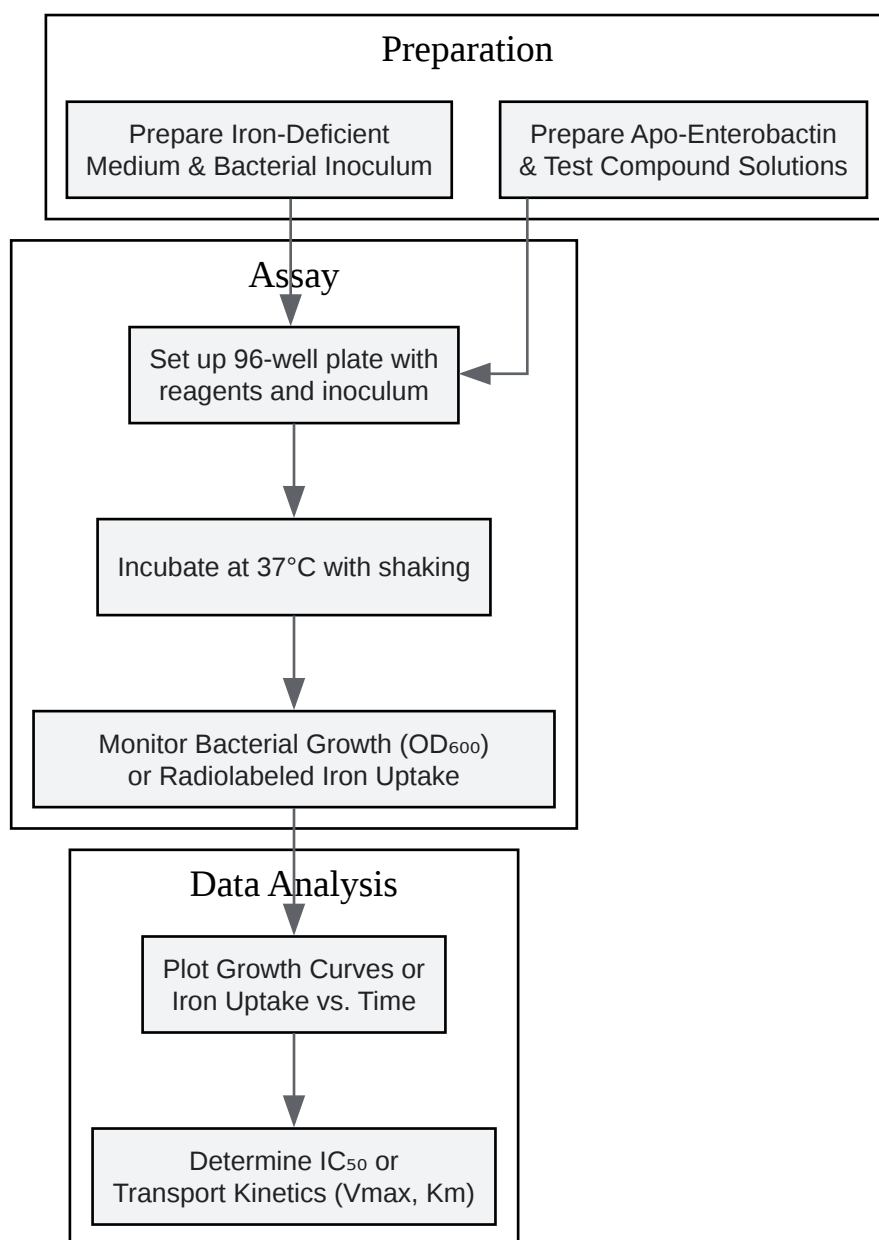 Preparation
Prepare Iron-Deficient
Medium & Bacterial Inoculum
Prepare Apo-Enterobactin
& Test Compound Solutions
Assay
Set up 96-well plate with
reagents and inoculum
Incubate at 37°C with shaking
Monitor Bacterial Growth (OD₆₀₀)
or Radiolabeled Iron Uptake
Data Analysis
Plot Growth Curves or
Iron Uptake vs. Time
Determine IC₅₀ or
Transport Kinetics (Vmax, Km)